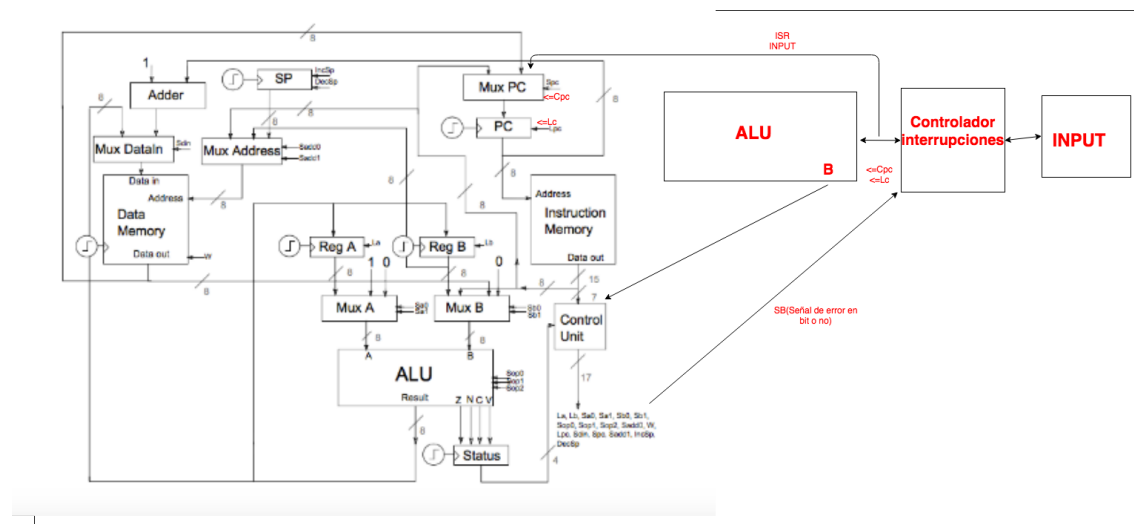 ISR
INPUT
8
1
IncSp
DecSp
SP
Adder
8
8
8
Mux PC
Spc
<=Cpc
8
Mux DataIn
Sdin
Mux Address
Sadd0
Sadd1
PC
<=Lc
Lpc
8
ALU
B
Controlador
interrupciones
INPUT
<=Cpc
<=Lc
Data in
Address
8
Data
Memory
Data out
W
8
8
Address
Instruction
Memory
Data out
Reg A
La
Reg B
Lb
8
1
0
8
0
8
8
15
7
Mux A
Sa0
Sa1
Mux B
Sb0
Sb1
Control
Unit
SB(Señal de error en
bit o no)
8
8
A
B
ALU
Sop0
Sop1
Sop2
Result
Z N C V
17
8
La, Lb, Sa0, Sa1, Sb0, Sb1,
Sop0, Sop1, Sop2, Sadd0, W,
Lpc, Sdin, Spc, Sadd1, IncSp,
DecSp
Status
4